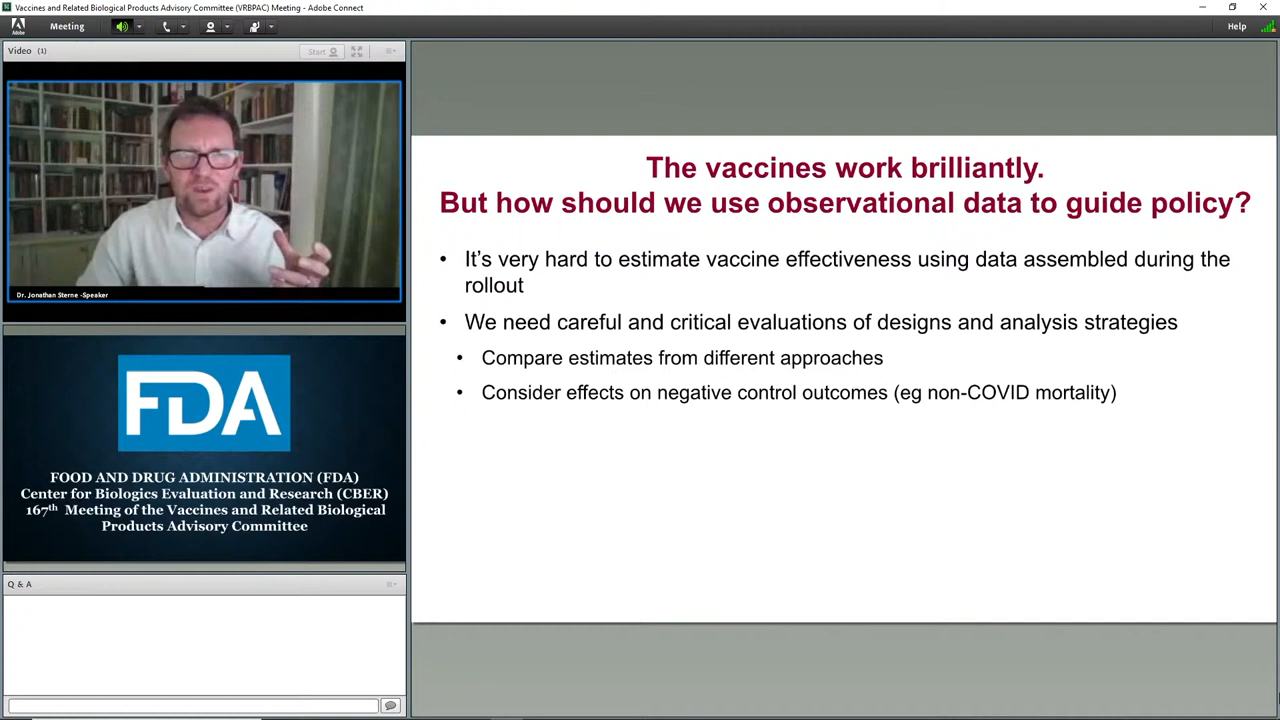 Vaccines and Related Biological Products Advisory Committee (VRBPAC) Meeting - Adobe Connect
Adobe
Meeting
Help
Video (1)
Start
Dr. Jonathan Sterne -Speaker
FDA
FOOD AND DRUG ADMINISTRATION (FDA)
Center for Biologics Evaluation and Research (CBER)
167th Meeting of the Vaccines and Related Biological
Products Advisory Committee
Q & A
The vaccines work brilliantly.
But how should we use observational data to guide policy?
• It’s very hard to estimate vaccine effectiveness using data assembled during the
rollout
• We need careful and critical evaluations of designs and analysis strategies
• Compare estimates from different approaches
• Consider effects on negative control outcomes (eg non-COVID mortality)